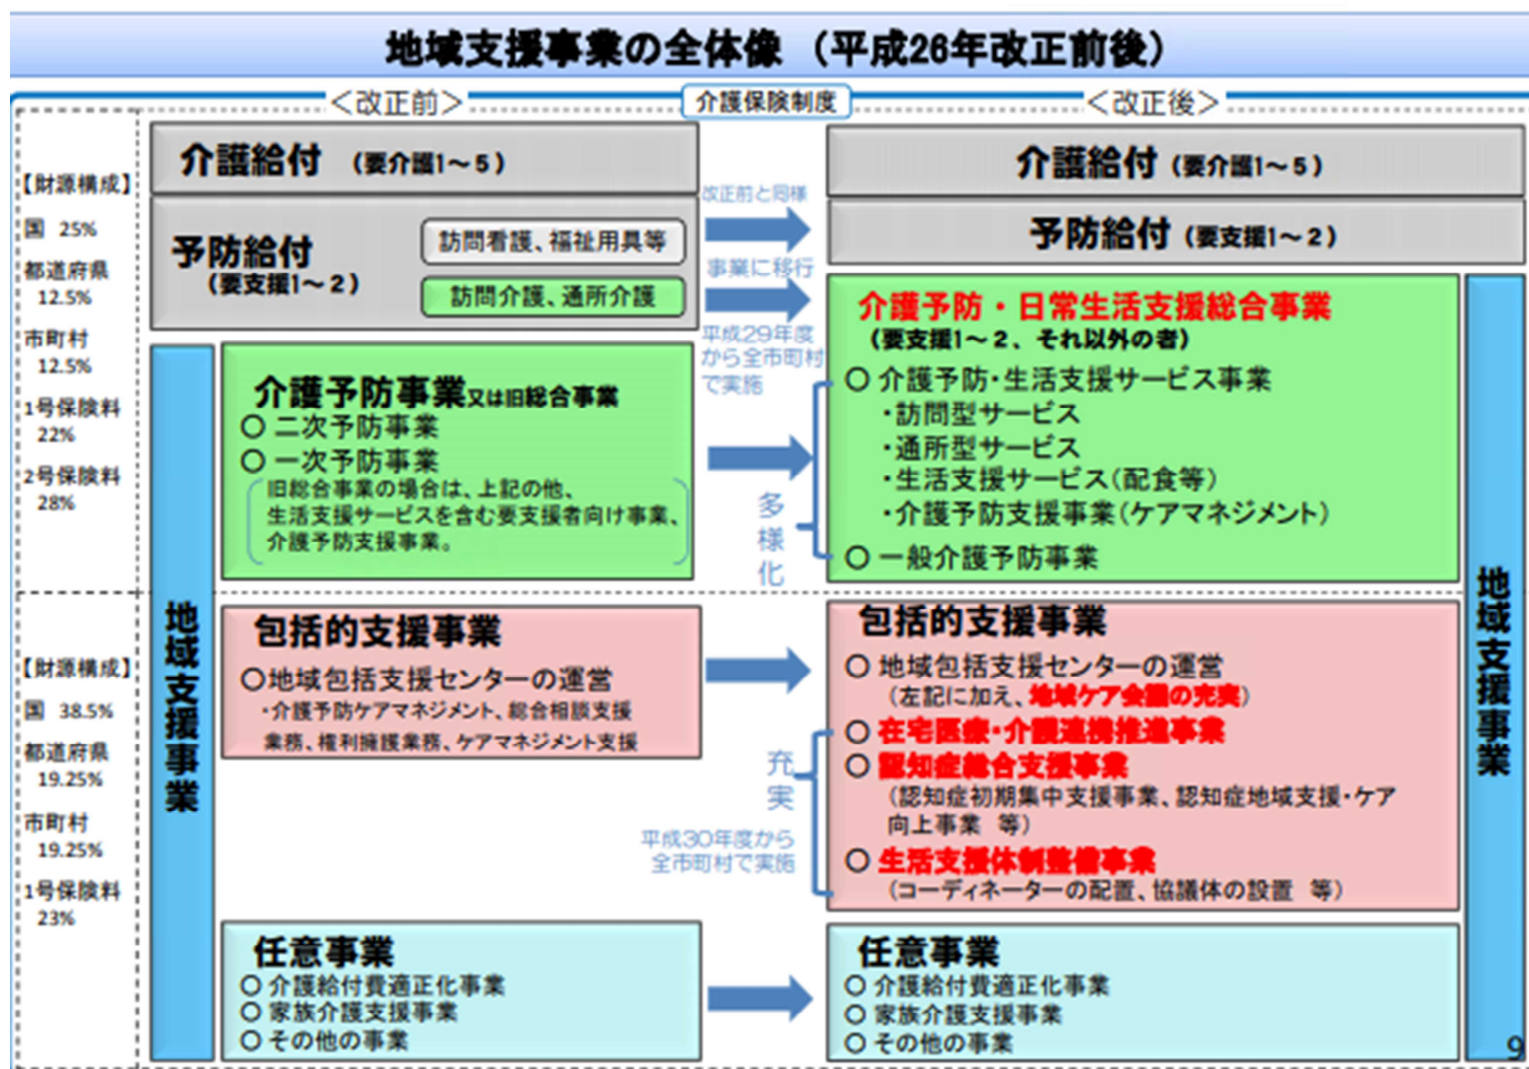 地域支援事業の全体像 （平成26年改正前後）
＜改正前＞
介護保険制度
＜改正後＞
【財源構成】
国 25%
都道府県
12.5%
市町村
12.5%
1号保険料
22%
2号保険料
28%
【財源構成】
国 38.5%
都道府県
19.25%
市町村
19.25%
1号保険料
23%
介護給付 （要介護1～5）
予防給付
（要支援1～2）
訪問看護、福祉用具等
訪問介護、通所介護
地域支援事業
介護予防事業又は旧総合事業
○ 二次予防事業
○ 一次予防事業
旧総合事業の場合は、上記の他、
生活支援サービスを含む要支援者向け事業、
介護予防支援事業。
包括的支援事業
○地域包括支援センターの運営
・介護予防ケアマネジメント、総合相談支援
業務、権利擁護業務、ケアマネジメント支援
任意事業
○ 介護給付費適正化事業
○ 家族介護支援事業
○ その他の事業
改正前と同様
事業に移行
平成29年度
から全市町村
で実施
多様化
充実
平成30年度から
全市町村で実施
介護給付（要介護1～5）
予防給付（要支援1～2）
介護予防・日常生活支援総合事業
（要支援1～2、それ以外の者）
○ 介護予防・生活支援サービス事業
・訪問型サービス
・通所型サービス
・生活支援サービス（配食等）
・介護予防支援事業（ケアマネジメント）
○ 一般介護予防事業
包括的支援事業
○ 地域包括支援センターの運営
（左記に加え、地域ケア会議の充実）
○ 在宅医療・介護連携推進事業
○ 認知症総合支援事業
（認知症初期集中支援事業、認知症地域支援・ケア
向上事業 等）
○ 生活支援体制整備事業
（コーディネーターの配置、協議体の設置 等）
任意事業
○ 介護給付費適正化事業
○ 家族介護支援事業
○ その他の事業
地域支援事業
9